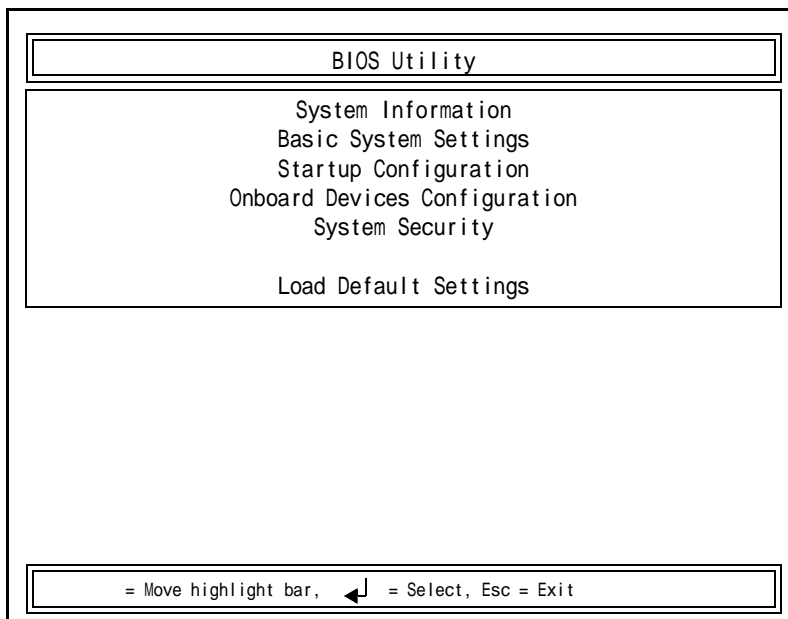 BIOS Utility
System Information
Basic System Settings
Startup Configuration
Onboard Devices Configuration
System Security
Load Default Settings
= Move highlight bar, ↲ = Select, Esc = Exit